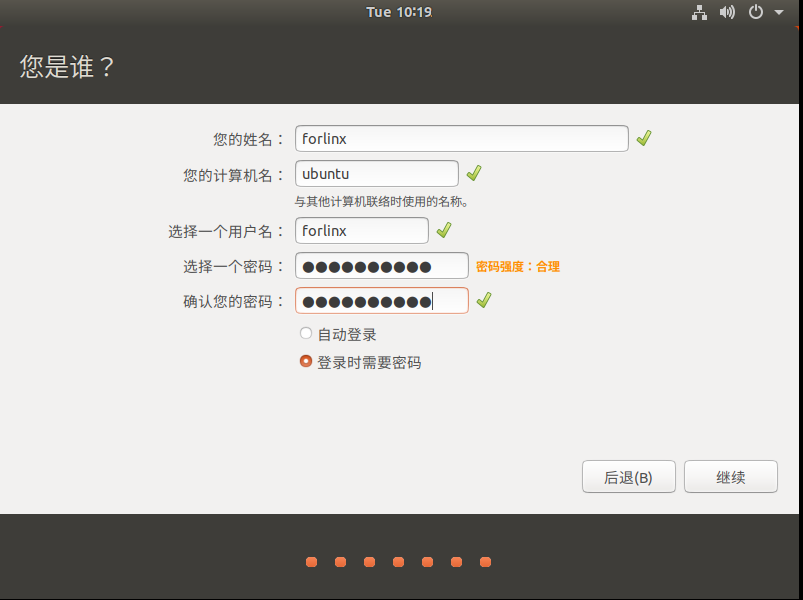 Tue 10:19
您是谁？
您的姓名： forlinx
您的计算机名： ubuntu
与其他计算机联络时使用的名称。
选择一个用户名： forlinx
选择一个密码： ●●●●●●●●●● 密码强度：合理
确认您的密码： ●●●●●●●●●●
自动登录
登录时需要密码
后退(B) 继续